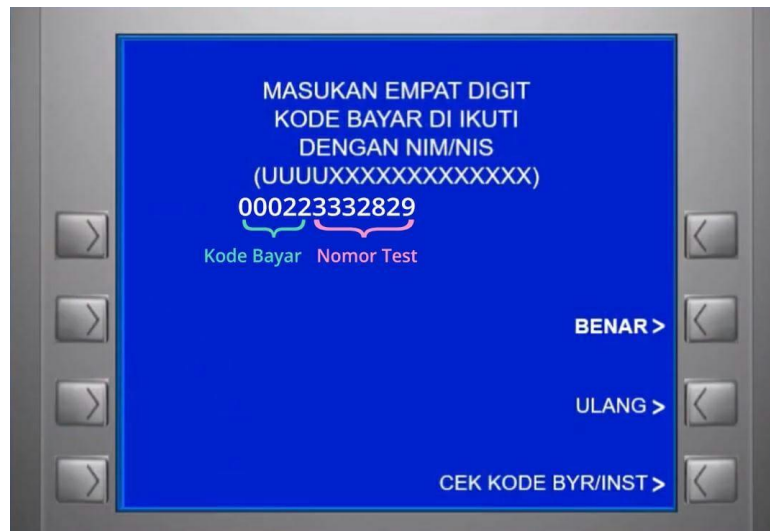 MASUKAN EMPAT DIGIT
KODE BAYAR DI IKUTI
DENGAN NIM/NIS
(UUUUXXXXXXXXXXXXX)
000223332829
Kode Bayar Nomor Test
BENAR >
ULANG >
CEK KODE BYR/INST >